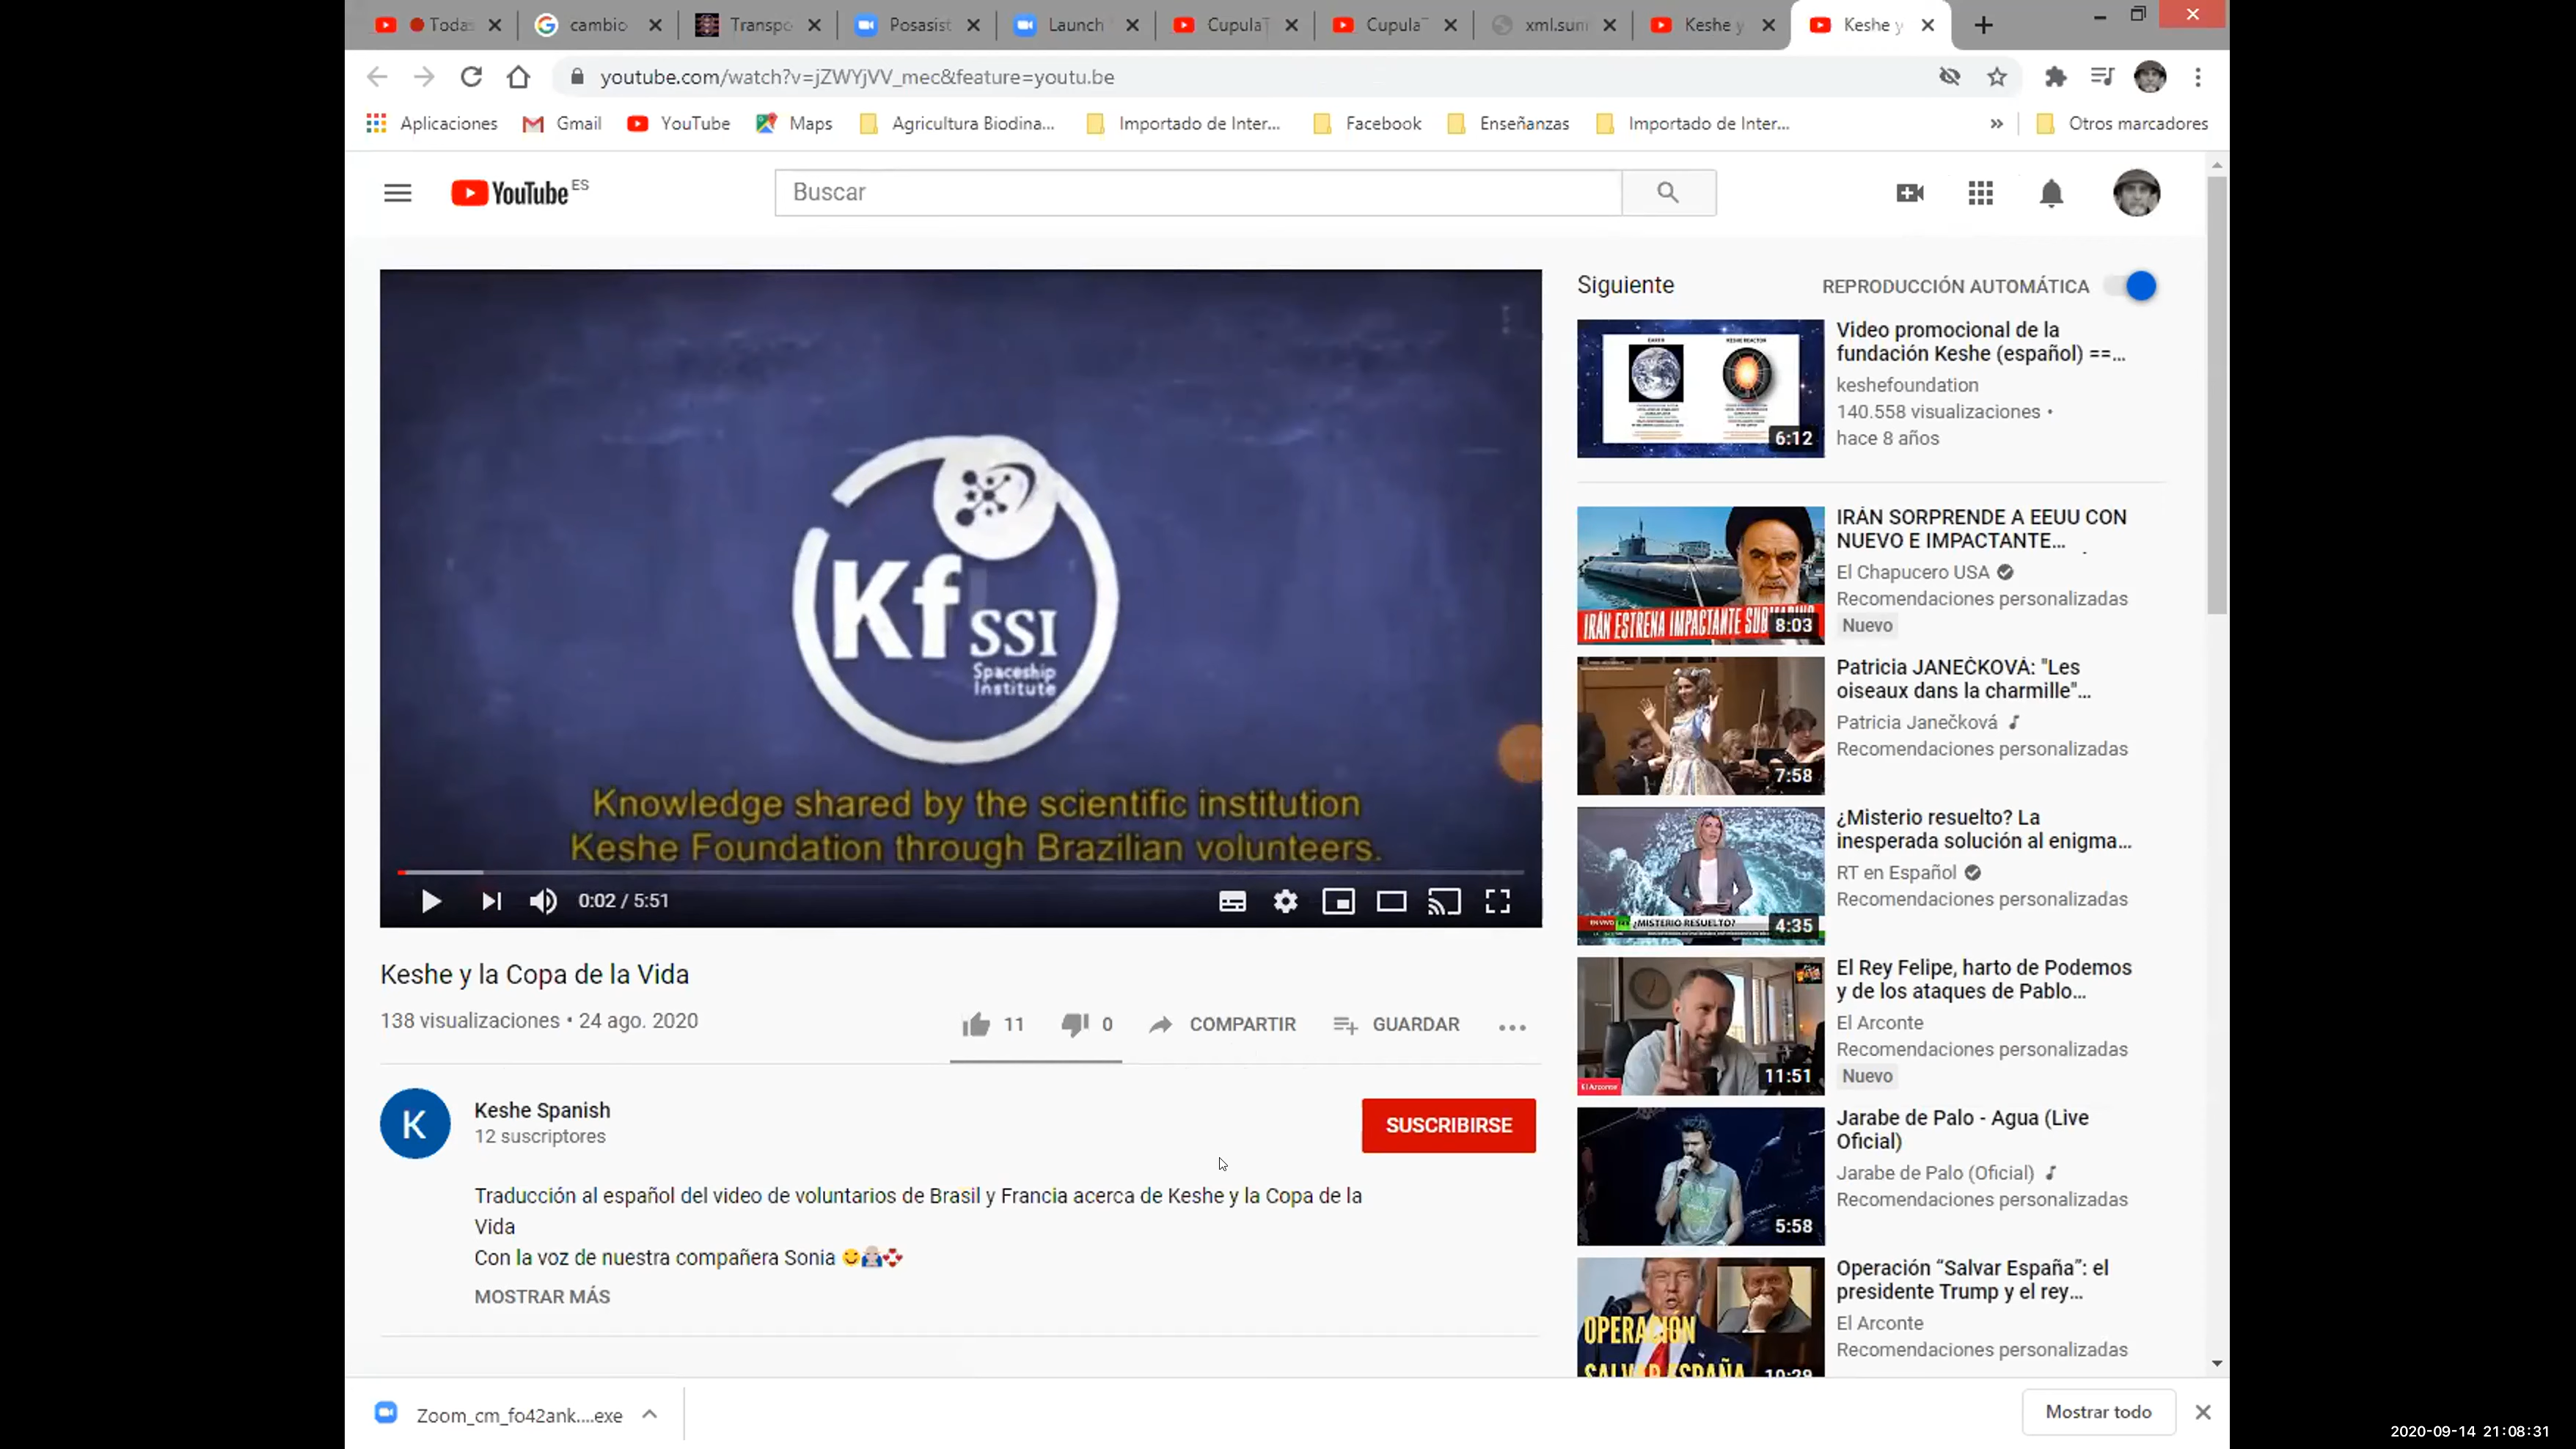 Todas
cambio
Transpo
Posasist
Launch
Cupula
Cupula
xml.sum
Keshe y
Keshe y
youtube.com/watch?v=jZWYjVV_mec&feature=youtu.be
Aplicaciones
Gmail
YouTube
Maps
Agricultura Biodina...
Importado de Inter...
Facebook
Enseñanzas
Importado de Inter...
Otros marcadores
YouTube ES
Buscar
Kf SSI
Spaceship
Institute
Knowledge shared by the scientific institution
Keshe Foundation through Brazilian volunteers.
0:02 / 5:51
Keshe y la Copa de la Vida
138 visualizaciones • 24 ago. 2020
11
0
COMPARTIR
GUARDAR
K
Keshe Spanish
12 suscriptores
SUSCRIBIRSE
Traducción al español del video de voluntarios de Brasil y Francia acerca de Keshe y la Copa de la
Vida
Con la voz de nuestra compañera Sonia
MOSTRAR MÁS
Siguiente
REPRODUCCIÓN AUTOMÁTICA
6:12
Video promocional de la
fundación Keshe (español) ==...
keshefoundation
140.558 visualizaciones •
hace 8 años
IRÁN ESTRENA IMPACTANTE
8:03
IRÁN SORPRENDE A EEUU CON
NUEVO E IMPACTANTE...
El Chapucero USA
Recomendaciones personalizadas
Nuevo
7:58
Patricia JANEČKOVÁ: "Les
oiseaux dans la charmille"...
Patricia Janečková
Recomendaciones personalizadas
¿MISTERIO RESUELTO?
4:35
¿Misterio resuelto? La
inesperada solución al enigma...
RT en Español
Recomendaciones personalizadas
El Arconte
11:51
El Rey Felipe, harto de Podemos
y de los ataques de Pablo...
El Arconte
Recomendaciones personalizadas
Nuevo
5:58
Jarabe de Palo - Agua (Live
Oficial)
Jarabe de Palo (Oficial)
Recomendaciones personalizadas
OPERACIÓN
SALVAR ESPAÑA
10:29
Operación “Salvar España”: el
presidente Trump y el rey...
El Arconte
Recomendaciones personalizadas
Zoom_cm_fo42ank....exe
Mostrar todo
2020-09-14 21:08:31